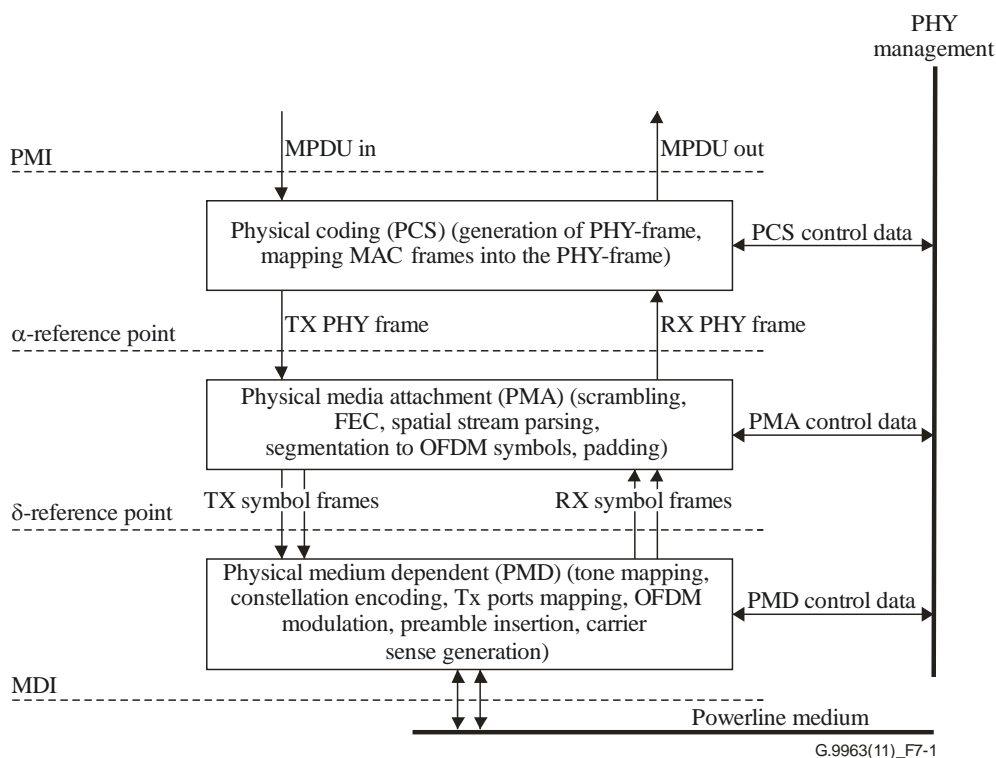 PHY
management
MPDU in
MPDU out
PMI
Physical coding (PCS) (generation of PHY-frame,
mapping MAC frames into the PHY-frame)
PCS control data
TX PHY frame
RX PHY frame
α-reference point
Physical media attachment (PMA) (scrambling,
FEC, spatial stream parsing,
segmentation to OFDM symbols, padding)
PMA control data
TX symbol frames
RX symbol frames
δ-reference point
Physical medium dependent (PMD) (tone mapping,
constellation encoding, Tx ports mapping, OFDM
modulation, preamble insertion, carrier
sense generation)
PMD control data
MDI
Powerline medium
G.9963(11)_F7-1